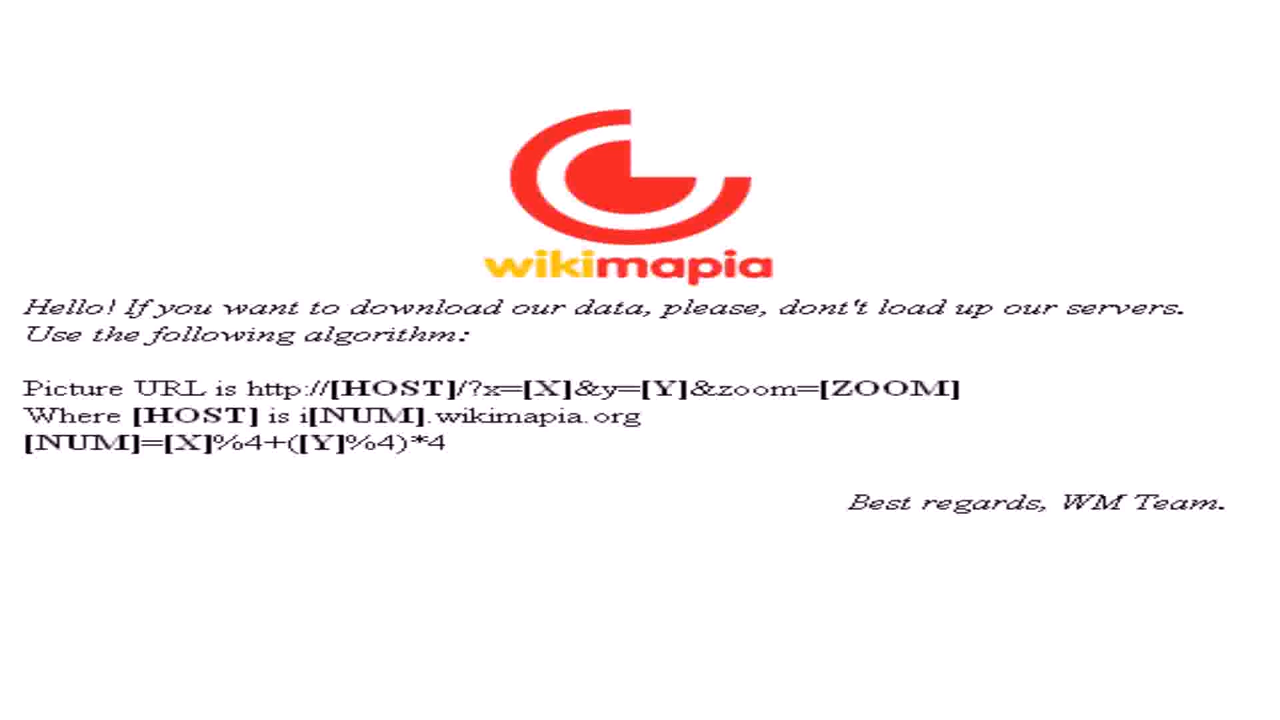 wikimapia
Hello! If you want to download our data, please, dont't load up our servers.
Use the following algorithm:
Picture URL is http://[HOST]/?x=[X]&y=[Y]&zoom=[ZOOM]
Where [HOST] is i[NUM].wikimapia.org
[NUM]=[X]%4+([Y]%4)*4
Best regards, WM Team.